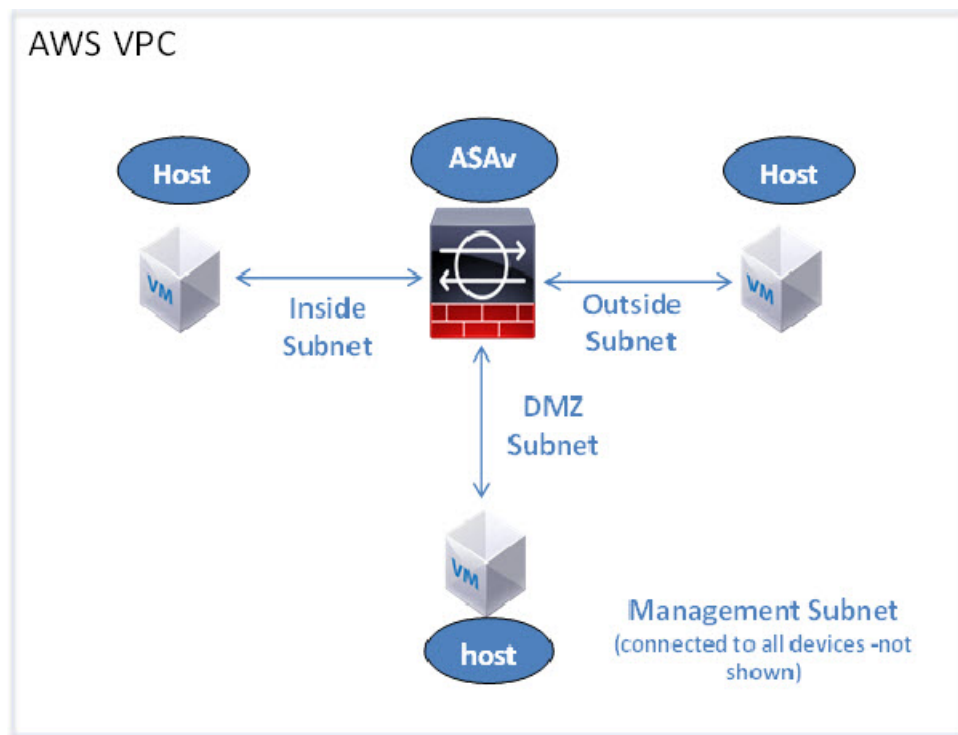 AWS VPC
Host
ASAv
Host
VM
VM
Inside
Subnet
Outside
Subnet
DMZ
Subnet
VM
host
Management Subnet
(connected to all devices -not
shown)